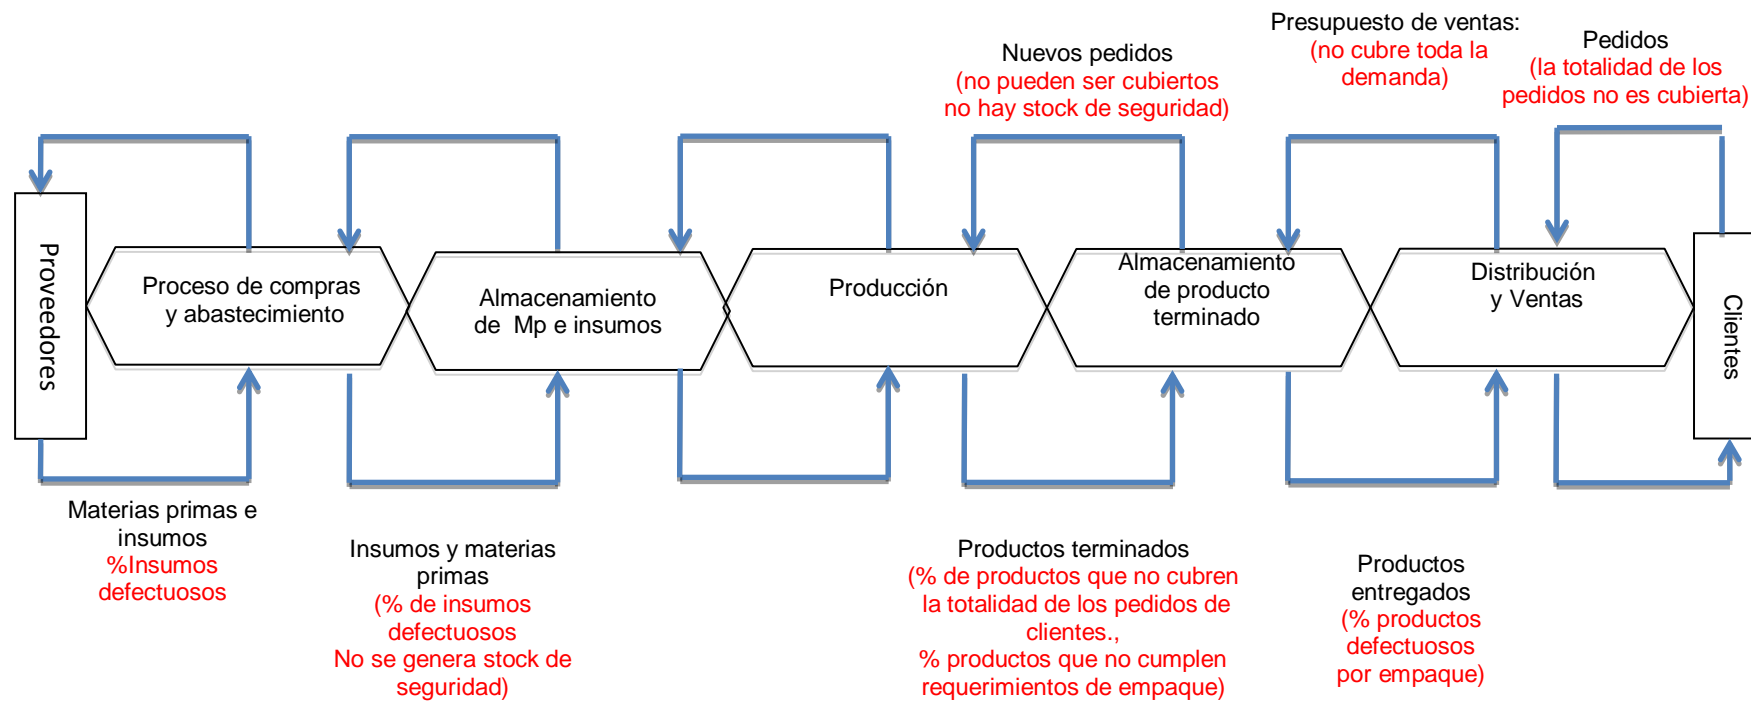 Nuevos pedidos
(no pueden ser cubiertos
no hay stock de seguridad)
Presupuesto de ventas:
(no cubre toda la
demanda)
Pedidos
(la totalidad de los
pedidos no es cubierta)
Proveedores
Proceso de compras
y abastecimiento
Almacenamiento
de Mp e insumos
Producción
Almacenamiento
de producto
terminado
Distribución
y Ventas
Clientes
Materias primas e
insumos
%Insumos
defectuosos
Insumos y materias
primas
(% de insumos
defectuosos
No se genera stock de
seguridad)
Productos terminados
(% de productos que no cubren
la totalidad de los pedidos de
clientes.,
% productos que no cumplen
requerimientos de empaque)
Productos
entregados
(% productos
defectuosos
por empaque)